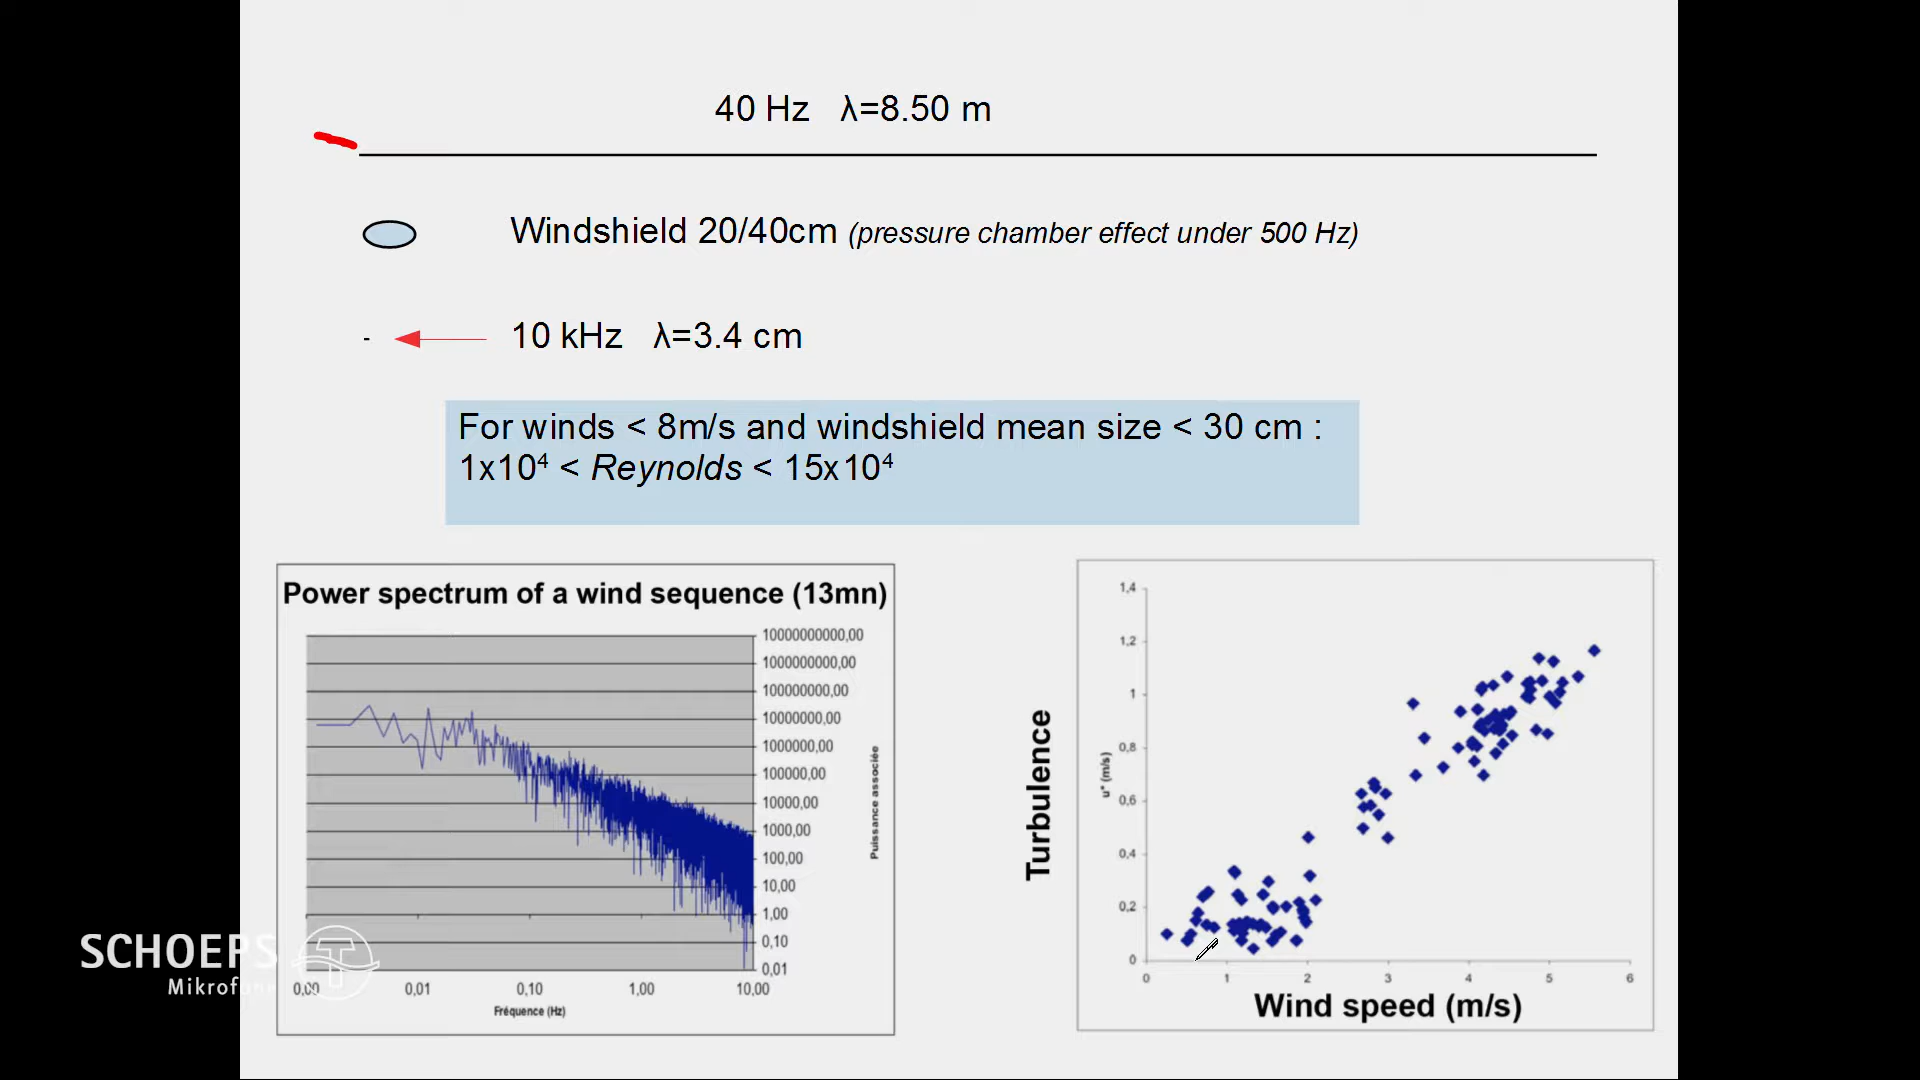 40 Hz λ=8.50 m
Windshield 20/40cm (pressure chamber effect under 500 Hz)
10 kHz λ=3.4 cm
For winds < 8m/s and windshield mean size < 30 cm :
1x10⁴ < Reynolds < 15x10⁴
Power spectrum of a wind sequence (13mn)
10000000000,00
1000000000,00
100000000,00
10000000,00
1000000,00
100000,00
10000,00
1000,00
100,00
10,00
1,00
0,10
0,01
Puissance associée
0,01 0,10 1,00 10,00
Fréquence (Hz)
Turbulence
u* (m/s)
1,4
1,2
1
0,8
0,6
0,4
0,2
0
0 1 2 3 4 5 6
Wind speed (m/s)
SCHOEPS